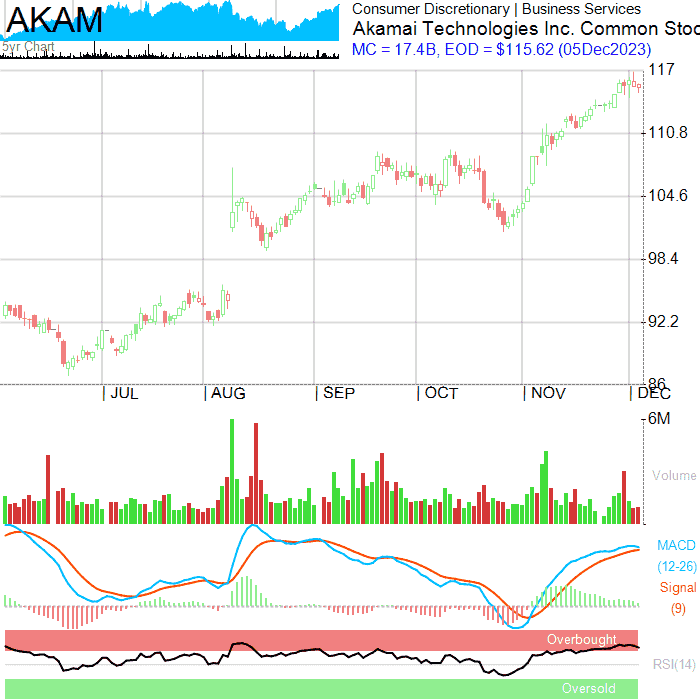 AKAM
5yr Chart
Consumer Discretionary | Business Services
Akamai Technologies Inc. Common Stoc
MC = 17.4B, EOD = $115.62 (05Dec2023)
117
110.8
104.6
98.4
92.2
86
| JUL | AUG | SEP | OCT | NOV | DEC
6M
Volume
MACD
(12-26)
Signal
(9)
Overbought
RSI(14)
Oversold